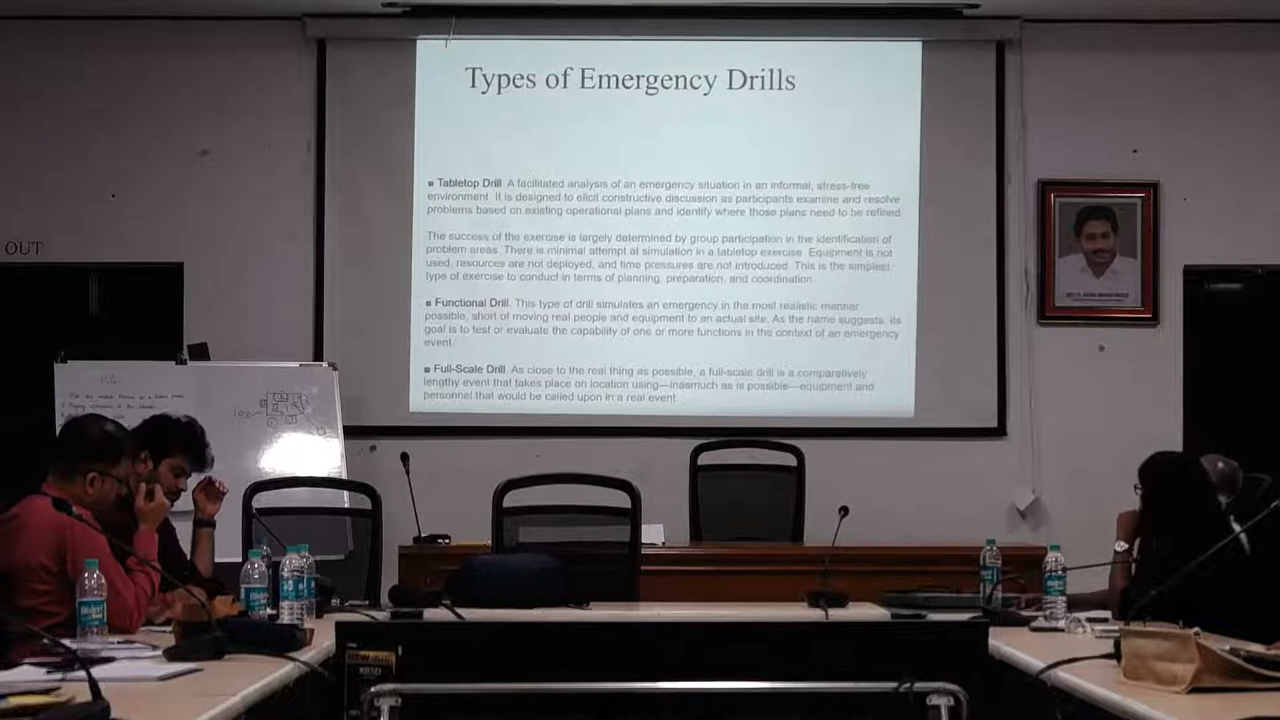 Types of Emergency Drills
■ Tabletop Drill  A facilitated analysis of an emergency situation in an informal, stress-free
environment. It is designed to elicit constructive discussion as participants examine and resolve
problems based on existing operational plans and identify where those plans need to be refined
The success of the exercise is largely determined by group participation in the identification of
problem areas. There is minimal attempt at simulation in a tabletop exercise. Equipment is not
used, resources are not deployed, and time pressures are not introduced. This is the simplest
type of exercise to conduct in terms of planning, preparation, and coordination.
■ Functional Drill. This type of drill simulates an emergency in the most realistic manner
possible, short of moving real people and equipment to an actual site. As the name suggests, its
goal is to test or evaluate the capability of one or more functions in the context of an emergency
event.
■ Full-Scale Drill. As close to the real thing as possible, a full-scale drill is a comparatively
lengthy event that takes place on location using—inasmuch as is possible—equipment and
personnel that would be called upon in a real event.
OUT
Bisleri